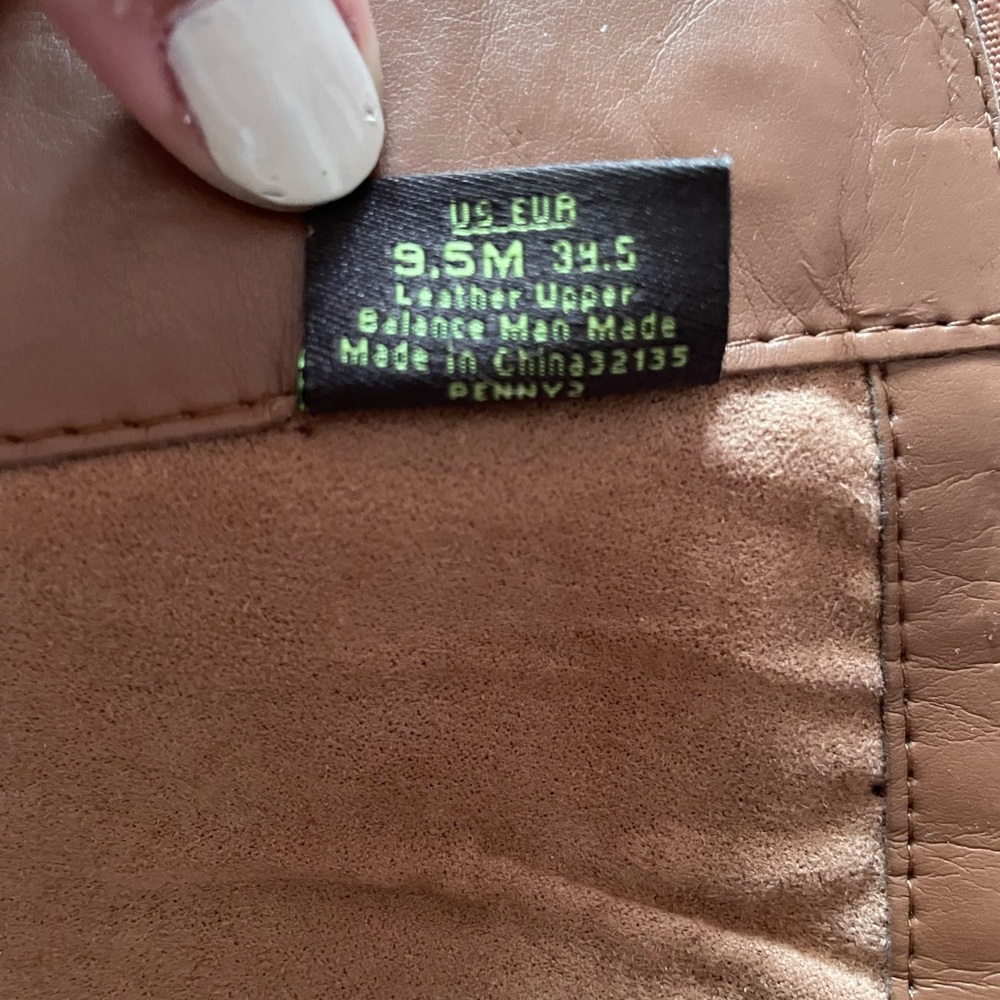 US EUR
9.5M 39.5
Leather Upper
Balance Man Made
Made in China32135
PENNY2